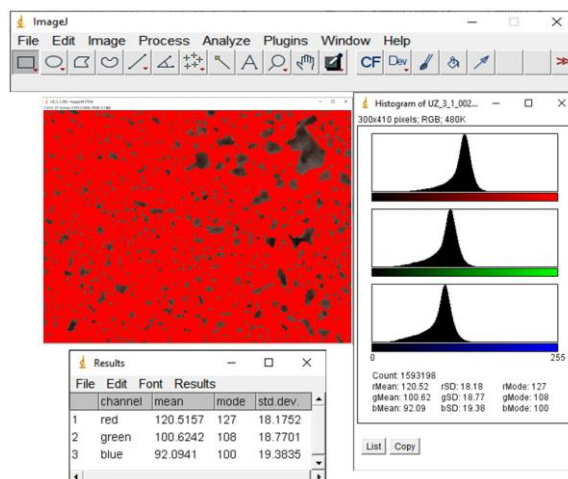 ImageJ
File Edit Image Process Analyze Plugins Window Help
CF Dev
Histogram of UZ_3_1_002...
300x410 pixels; RGB; 480K
0 255
Count: 1593198
rMean: 120.52 rSD: 18.18 rMode: 127
gMean: 100.62 gSD: 18.77 gMode: 108
bMean: 92.09 bSD: 19.38 bMode: 100
List Copy
Results
File Edit Font Results
channel mean mode std.dev.
1 red 120.5157 127 18.1752
2 green 100.6242 108 18.7701
3 blue 92.0941 100 19.3835